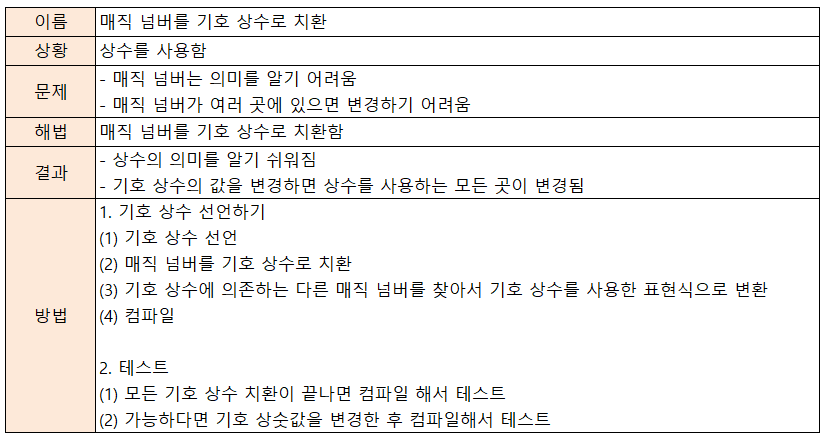 이름 매직 넘버를 기호 상수로 치환
상황 상수를 사용함
문제 - 매직 넘버는 의미를 알기 어려움
- 매직 넘버가 여러 곳에 있으면 변경하기 어려움
해법 매직 넘버를 기호 상수로 치환함
결과 - 상수의 의미를 알기 쉬워짐
- 기호 상수의 값을 변경하면 상수를 사용하는 모든 곳이 변경됨
방법 1. 기호 상수 선언하기
(1) 기호 상수 선언
(2) 매직 넘버를 기호 상수로 치환
(3) 기호 상수에 의존하는 다른 매직 넘버를 찾아서 기호 상수를 사용한 표현식으로 변환
(4) 컴파일
2. 테스트
(1) 모든 기호 상수 치환이 끝나면 컴파일 해서 테스트
(2) 가능하다면 기호 상숫값을 변경한 후 컴파일해서 테스트